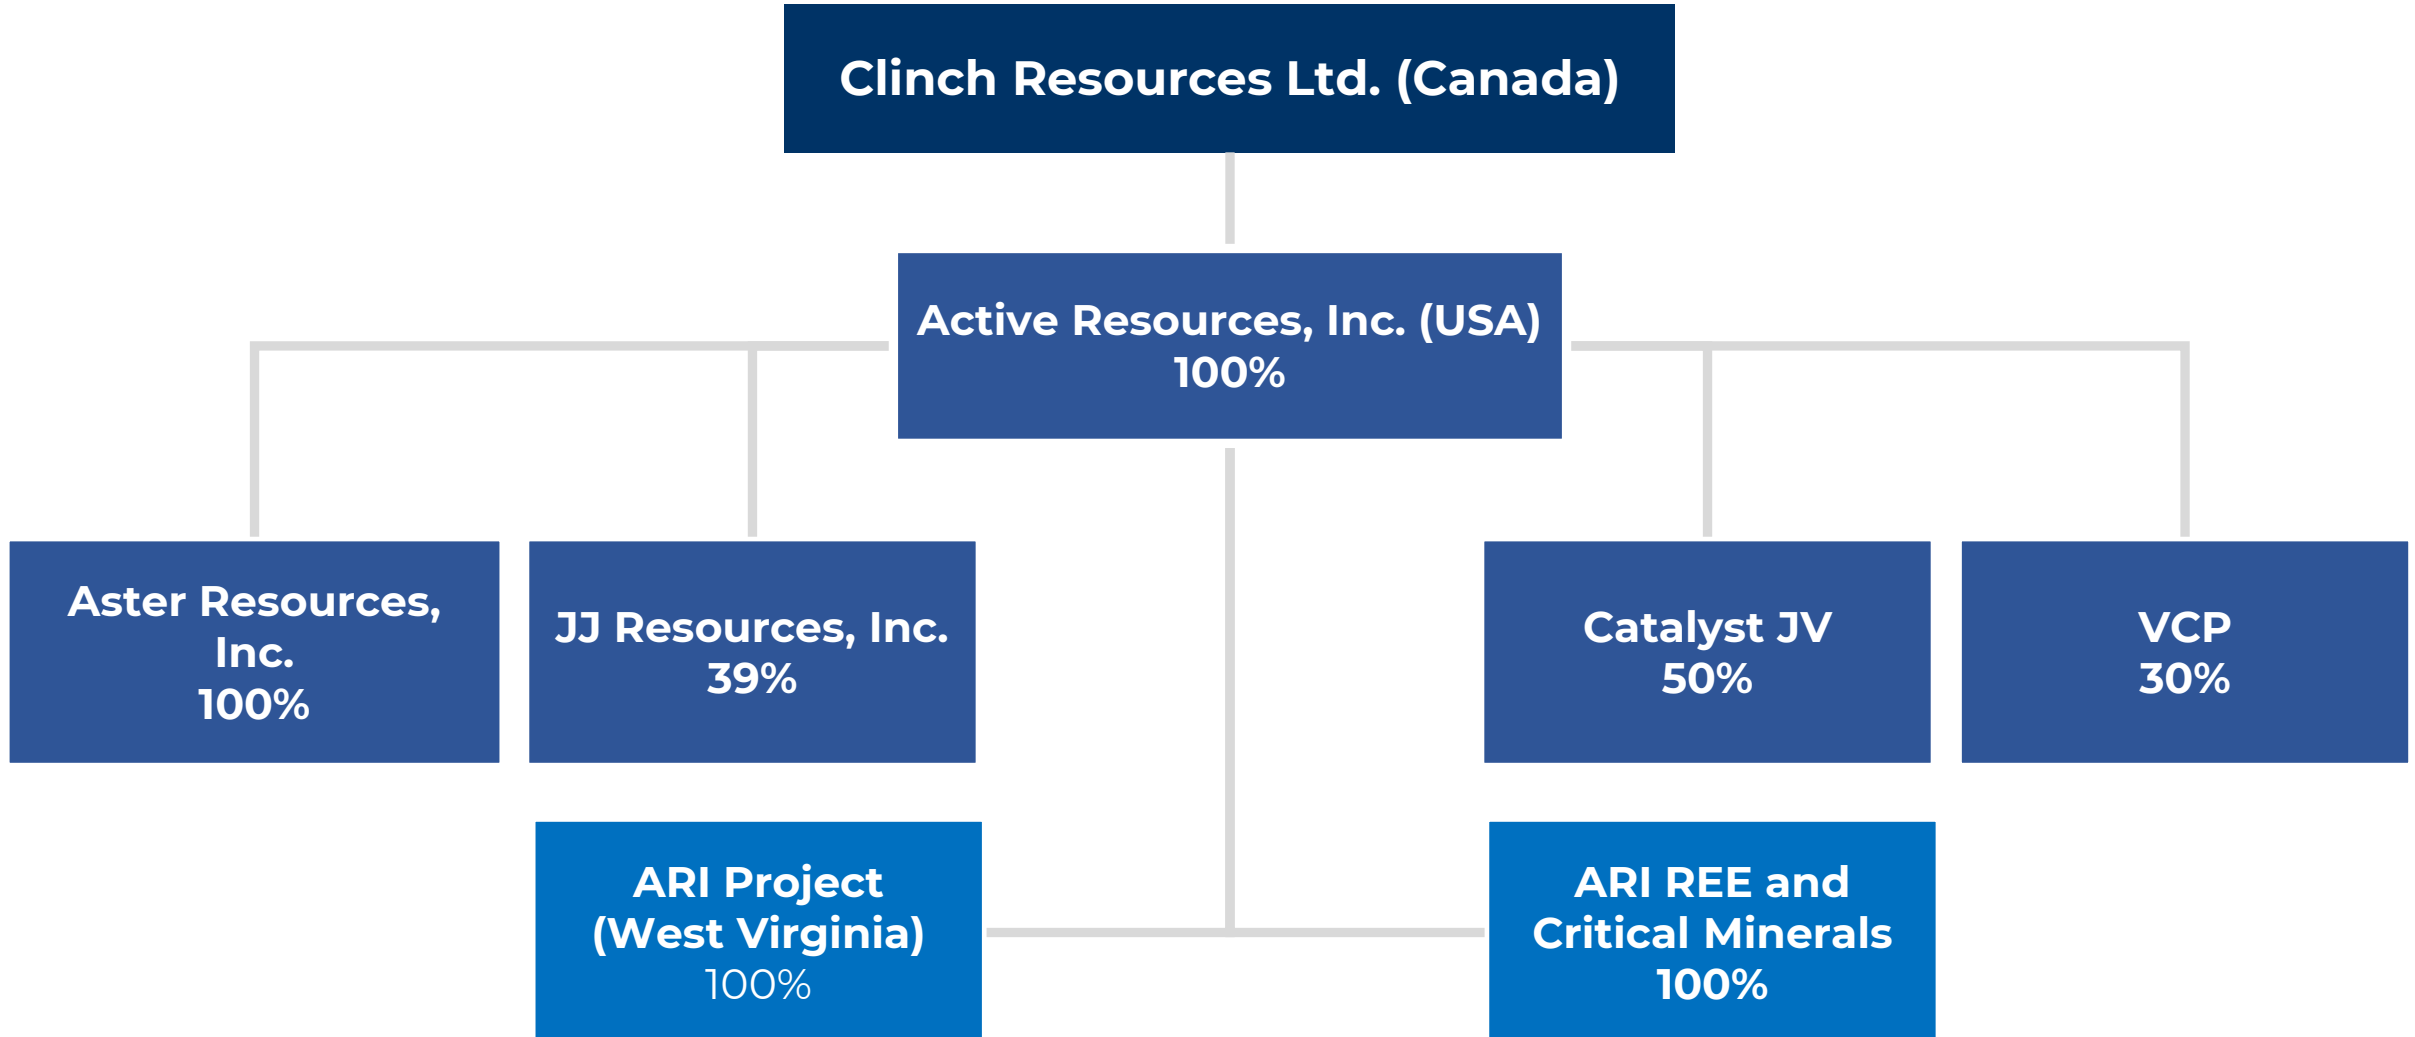 Clinch Resources Ltd. (Canada)
Active Resources, Inc. (USA)
100%
Aster Resources,
Inc.
100%
JJ Resources, Inc.
39%
Catalyst JV
50%
VCP
30%
ARI Project
(West Virginia)
100%
ARI REE and
Critical Minerals
100%